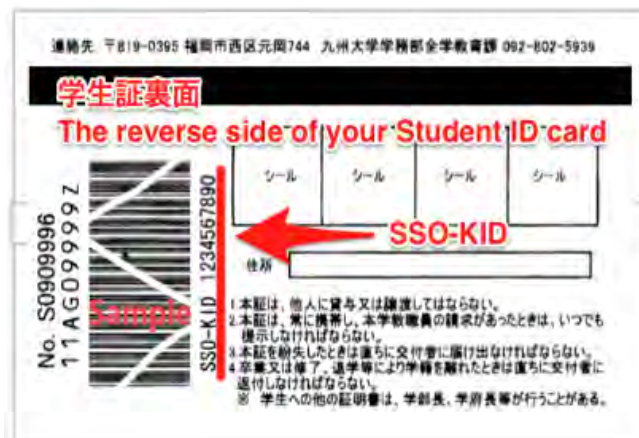 連絡先 〒819-0395 福岡市西区元岡744 九州大学学務部全学教育課 092-802-5939
学生証裏面
The reverse side of your Student ID card
シール シール シール シール
No. S0909996
11AG099999Z
Sample
SSO-KID 1234567890
SSO-KID
住所
1.本証は、他人に貸与又は譲渡してはならない。
2.本証は、常に携帯し、本学教職員の請求があったときは、いつでも
提示しなければならない。
3.本証を紛失したときは直ちに交付者に届け出なければならない。
4.卒業又は修了、退学等により学籍を離れたときは直ちに交付者に
返付しなければならない。
※ 学生への他の証明書は、学部長、学府長等が行うことがある。